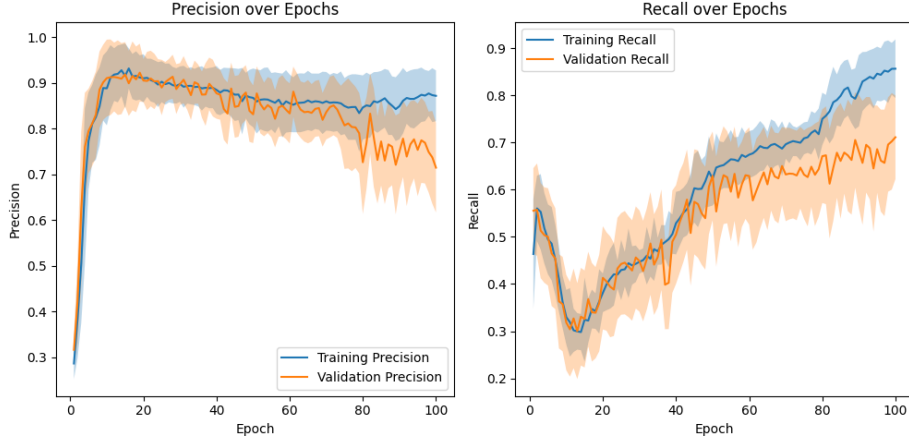 Precision over Epochs
1.0
0.9
0.8
0.7
0.6
0.5
0.4
0.3
Precision
0
20
40
60
80
100
Epoch
Training Precision
Validation Precision
Recall over Epochs
0.9
0.8
0.7
0.6
0.5
0.4
0.3
0.2
Recall
0
20
40
60
80
100
Epoch
Training Recall
Validation Recall